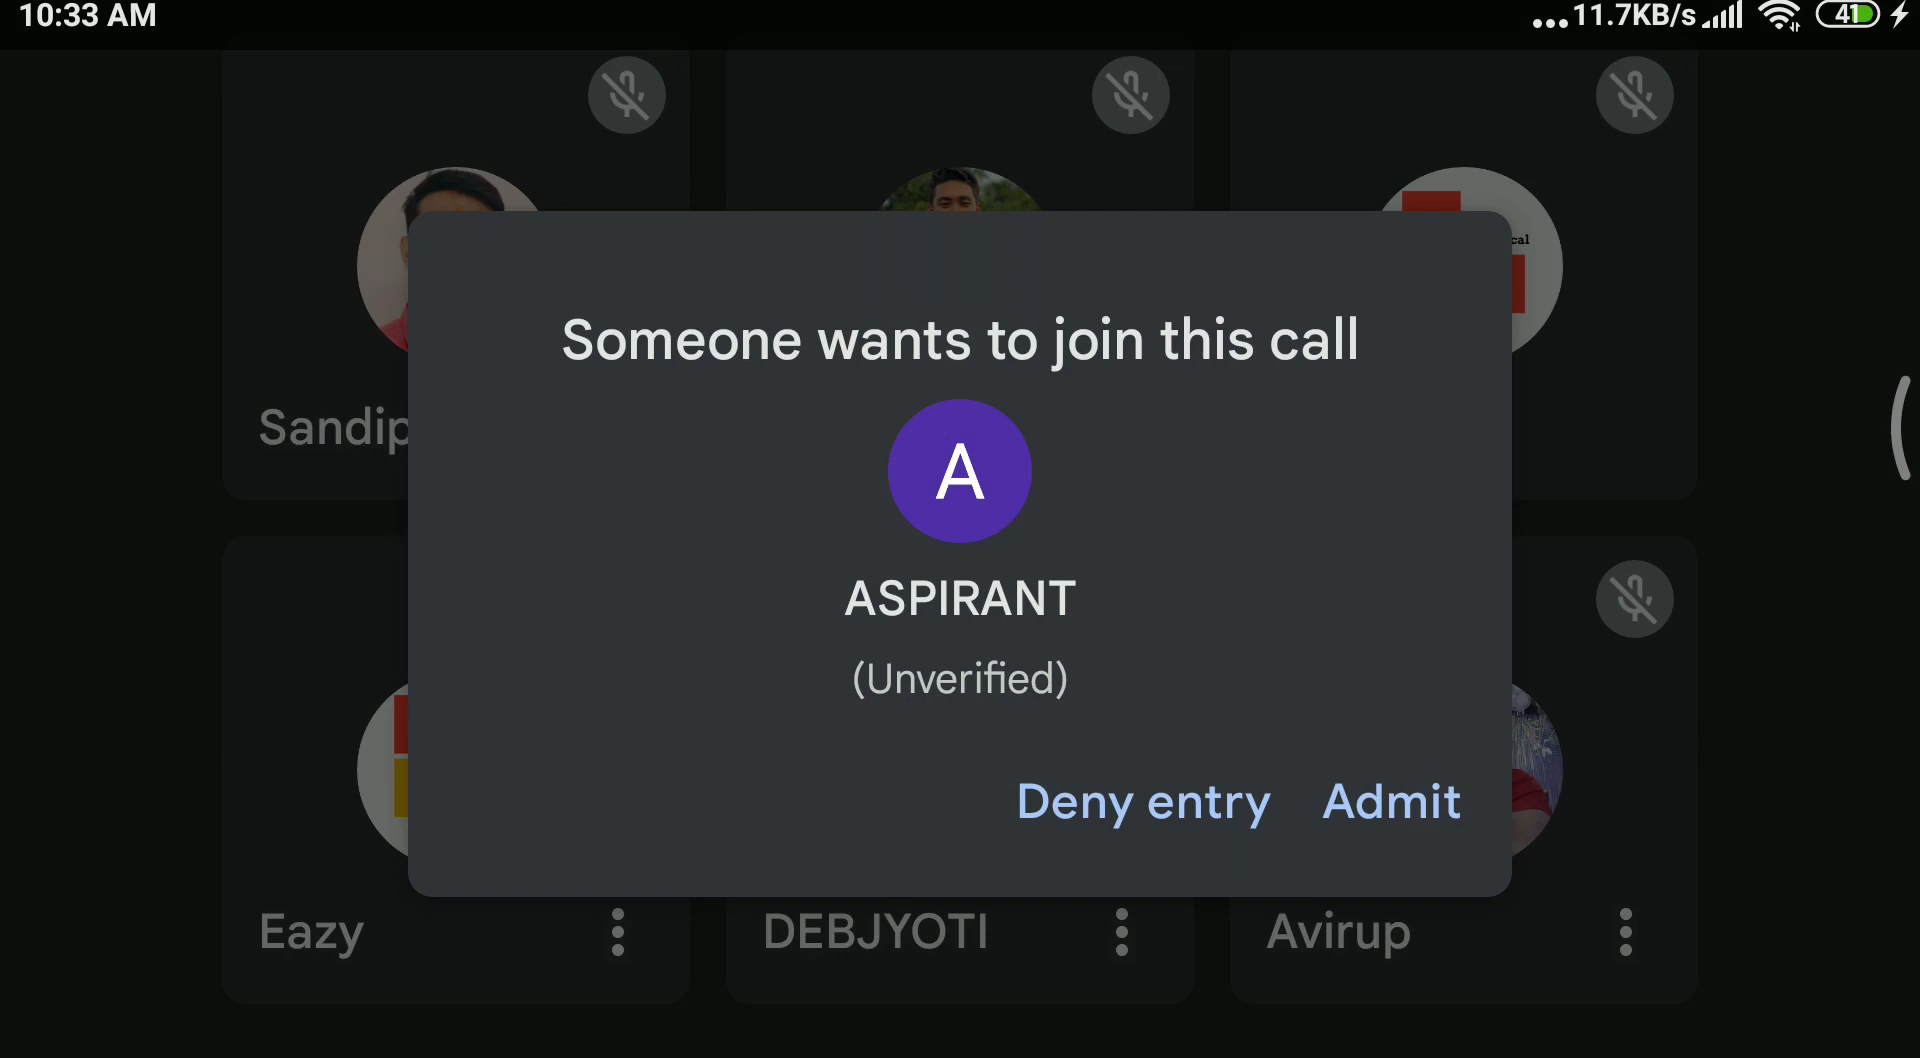 10:33 AM
...11.7KB/s
41
cal
Someone wants to join this call
A
Sandip
ASPIRANT
(Unverified)
Deny entry
Admit
Eazy
DEBJYOTI
Avirup